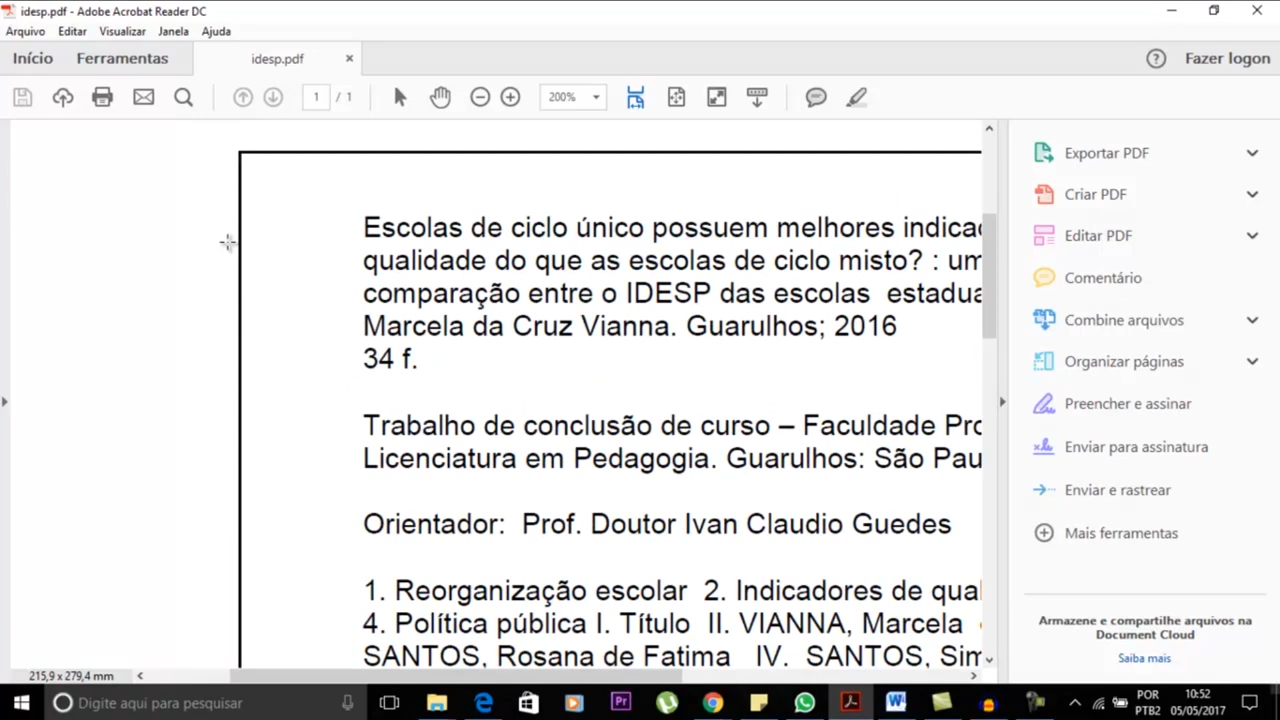 idesp.pdf - Adobe Acrobat Reader DC
Arquivo Editar Visualizar Janela Ajuda
Início Ferramentas idesp.pdf Fazer logon
1 / 1 200%
Escolas de ciclo único possuem melhores indicac
qualidade do que as escolas de ciclo misto? : um
comparação entre o IDESP das escolas estadua
Marcela da Cruz Vianna. Guarulhos; 2016
34 f.
Trabalho de conclusão de curso – Faculdade Pro
Licenciatura em Pedagogia. Guarulhos: São Pau
Orientador: Prof. Doutor Ivan Claudio Guedes
1. Reorganização escolar 2. Indicadores de qual
4. Política pública I. Título II. VIANNA, Marcela
SANTOS, Rosana de Fatima IV. SANTOS, Sim
215,9 x 279,4 mm
Exportar PDF
Criar PDF
Editar PDF
Comentário
Combine arquivos
Organizar páginas
Preencher e assinar
Enviar para assinatura
Enviar e rastrear
Mais ferramentas
Armazene e compartilhe arquivos na
Document Cloud
Saiba mais
Digite aqui para pesquisar
POR
PTB2
10:52
05/05/2017